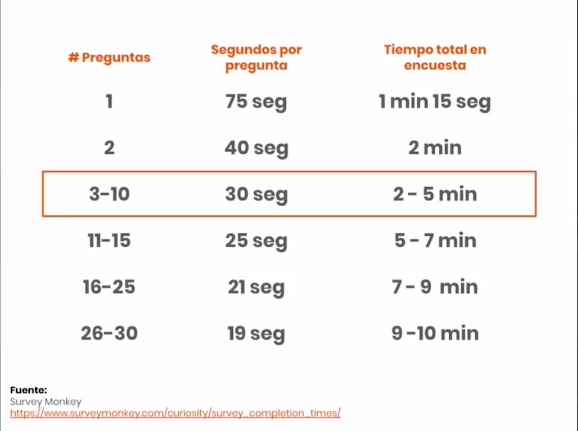 # Preguntas Segundos por pregunta Tiempo total en encuesta
1 75 seg 1 min 15 seg
2 40 seg 2 min
3-10 30 seg 2 - 5 min
11-15 25 seg 5 - 7 min
16-25 21 seg 7 - 9 min
26-30 19 seg 9 -10 min
Fuente:
Survey Monkey
https://www.surveymonkey.com/curiosity/survey_completion_times/